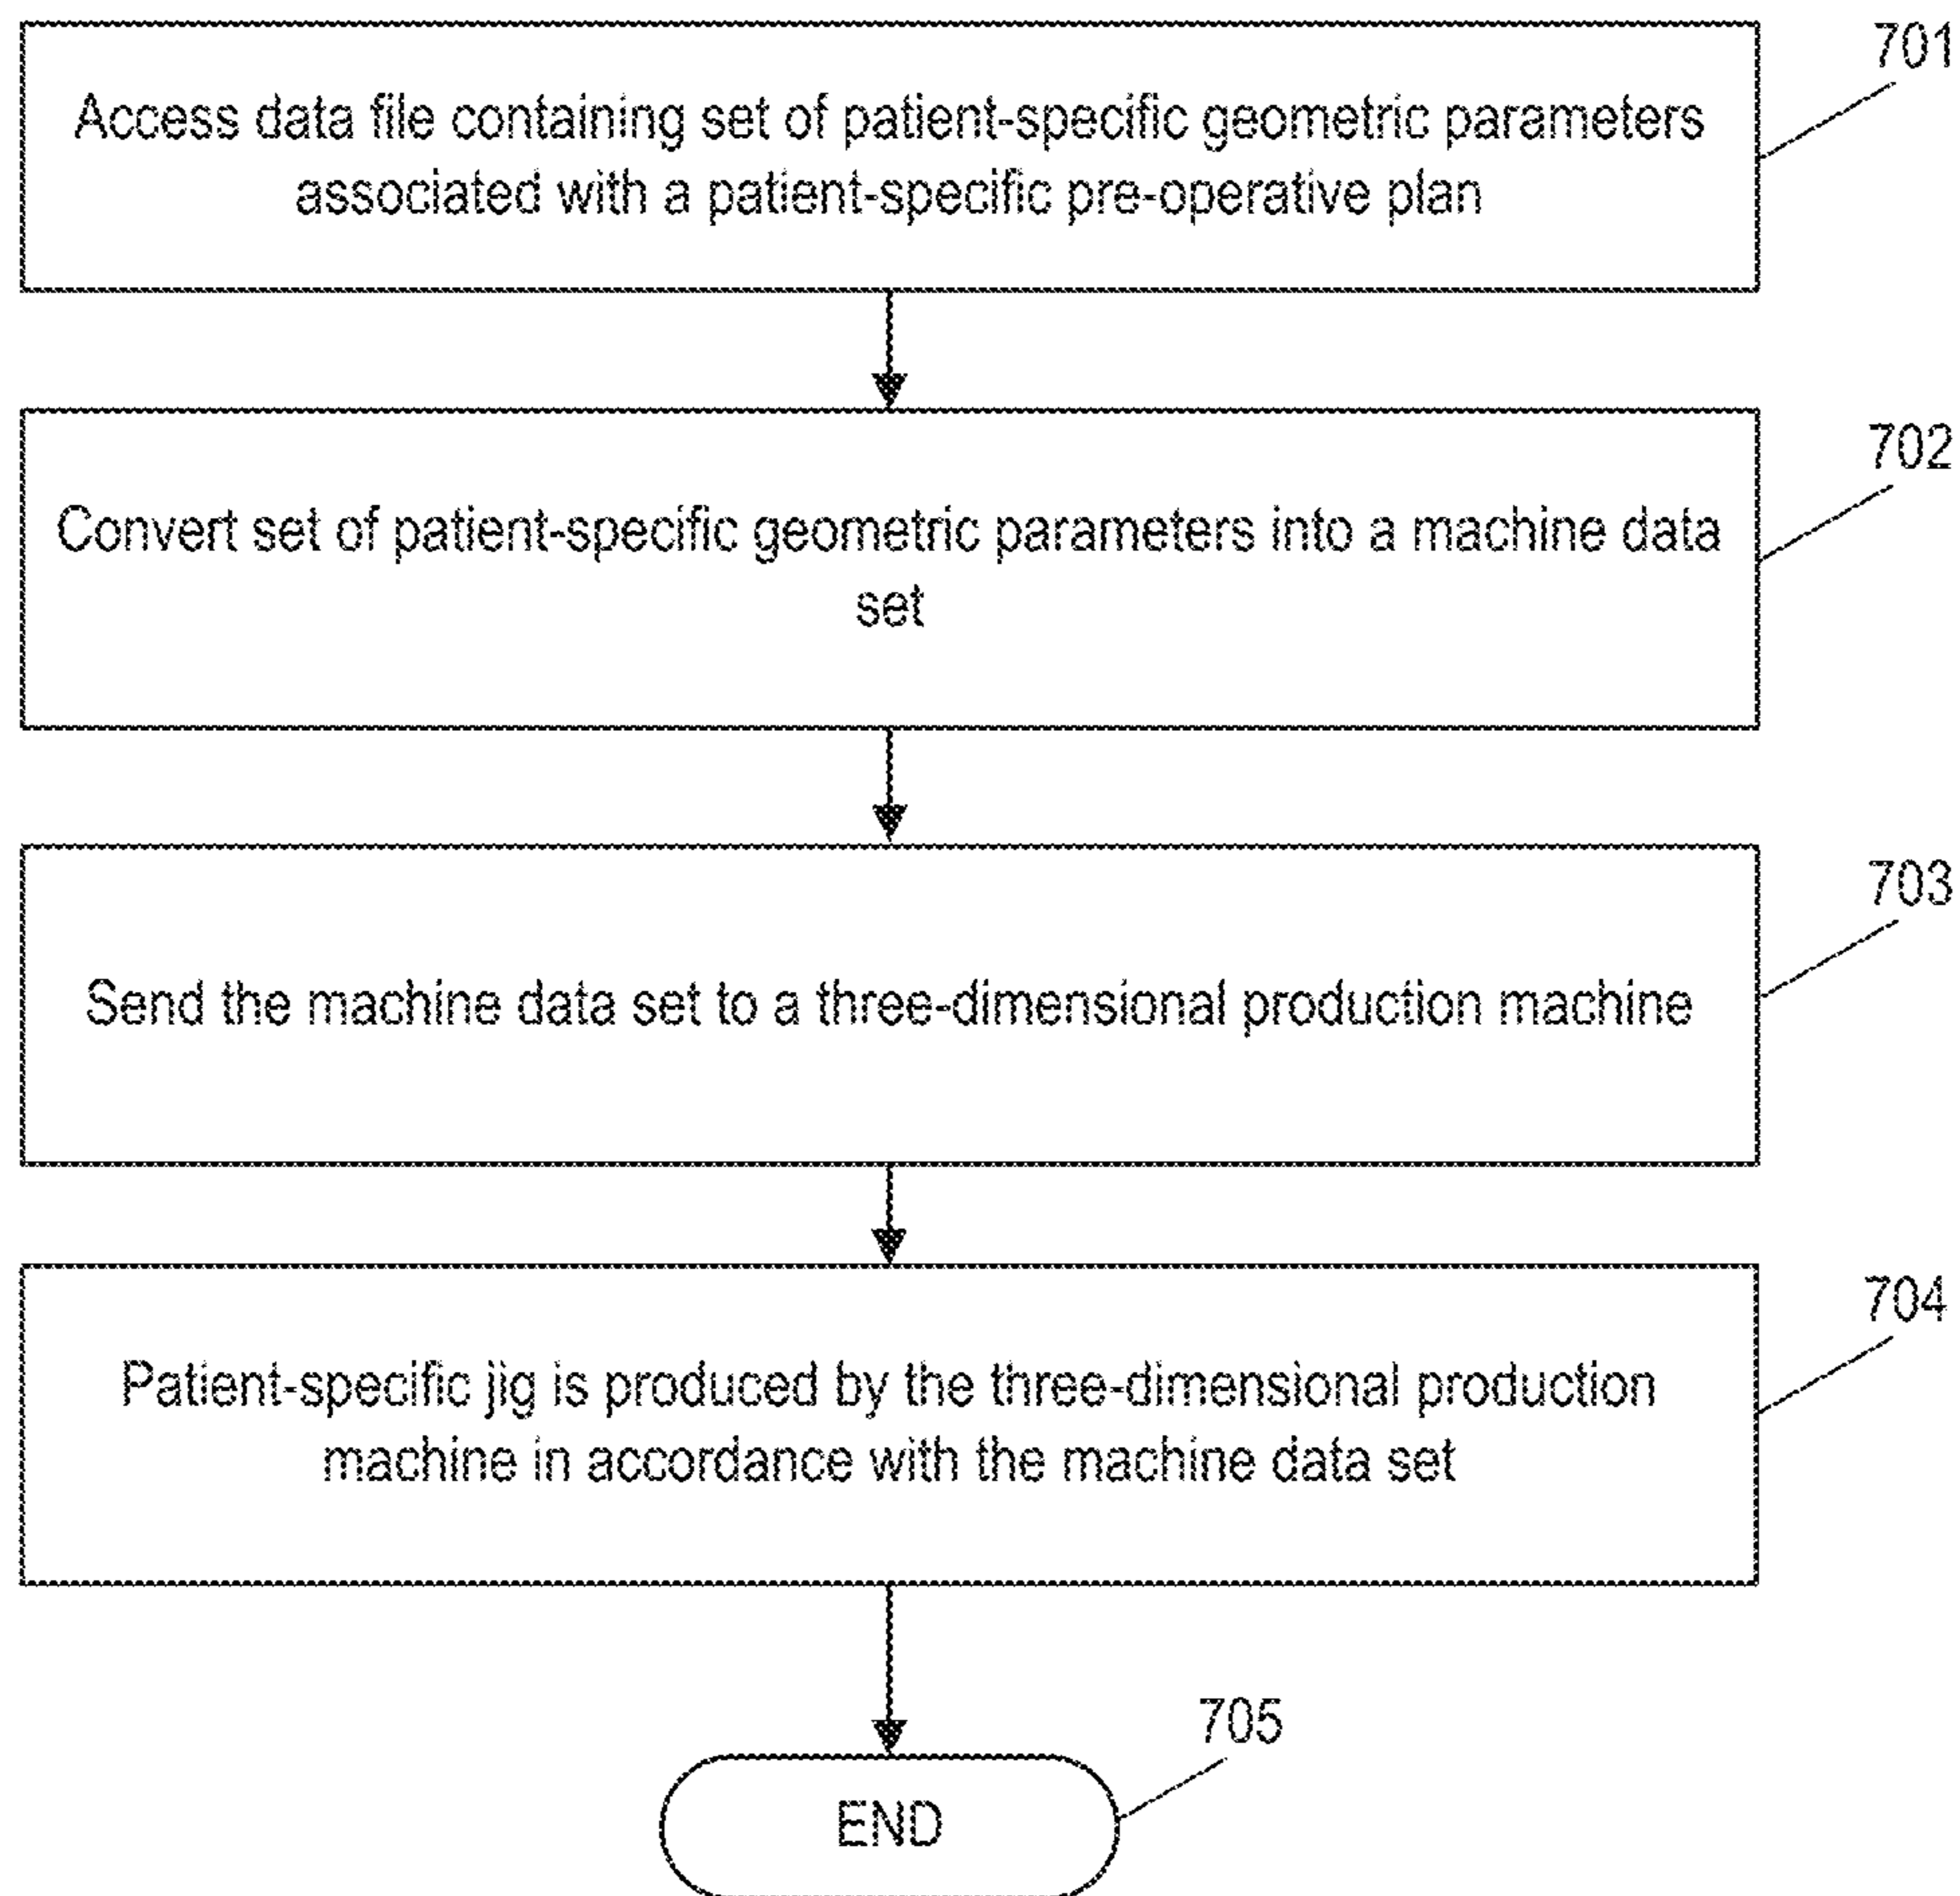 701
Access data file containing set of patient-specific geometric parameters
associated with a patient-specific pre-operative plan
702
Convert set of patient-specific geometric parameters into a machine data
set
703
Send the machine data set to a three-dimensional production machine
704
Patient-specific jig is produced by the three-dimensional production
machine in accordance with the machine data set
705
END